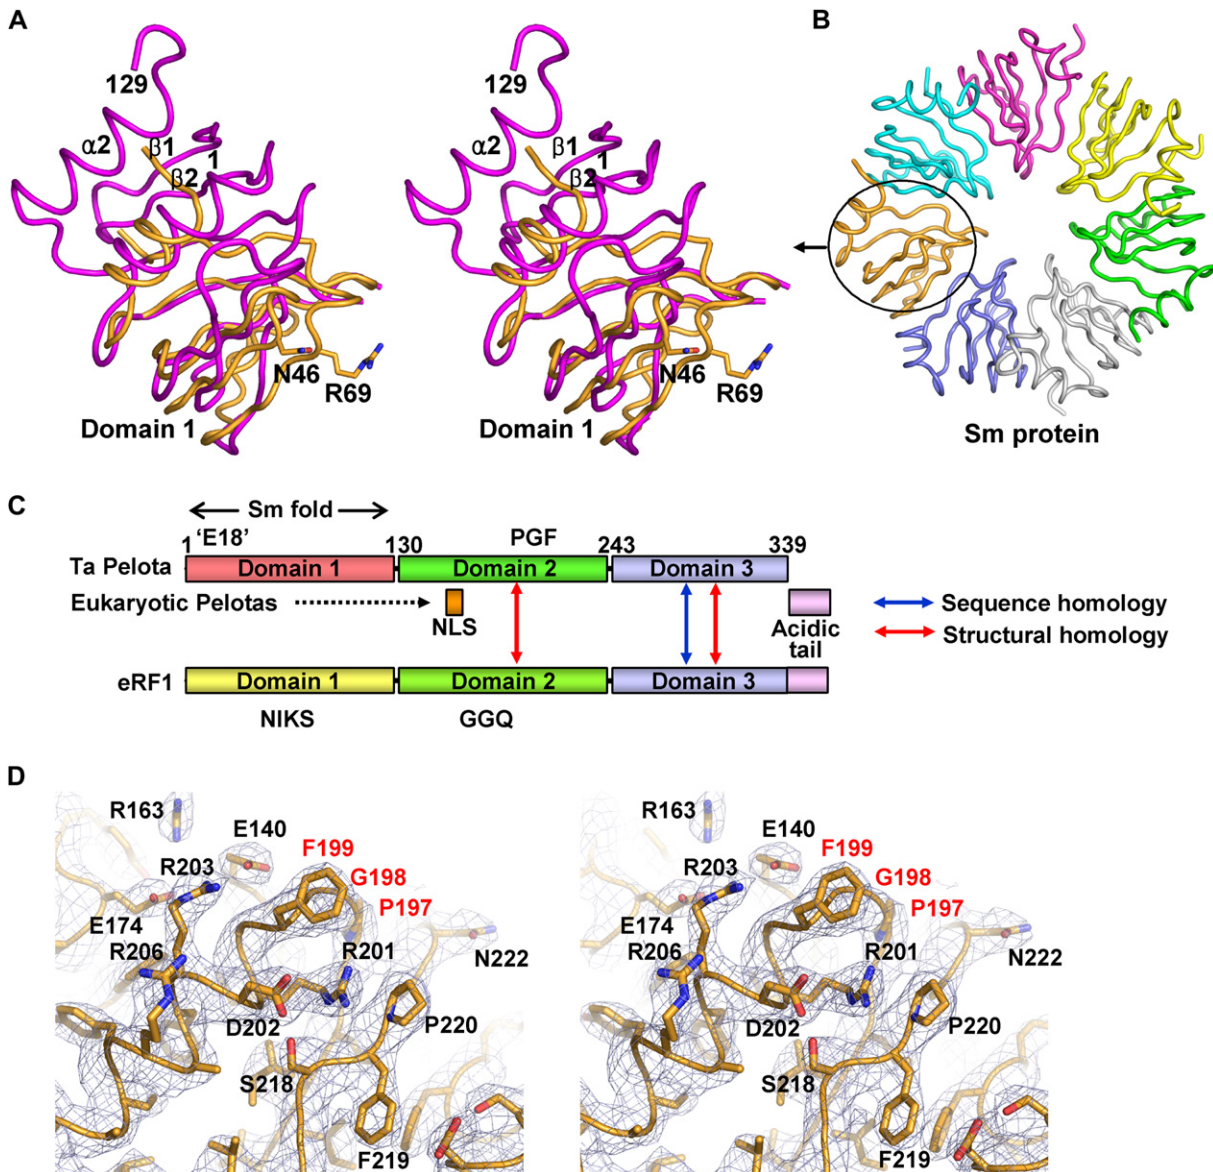 A
129
α2
β1
1
β2
N46
R69
Domain 1
129
α2
β1
1
β2
N46
R69
Domain 1
B
Sm protein
C
Sm fold
1 'E18' 130 PGF 243 339
Ta Pelota Domain 1 Domain 2 Domain 3
Eukaryotic Pelotas NLS Acidic tail
Sequence homology
Structural homology
eRF1 Domain 1 Domain 2 Domain 3
NIKS GGQ
D
R163
E140
F199
R203
G198
P197
E174
R206
R201
N222
D202
P220
S218
F219
R163
E140
F199
R203
G198
P197
E174
R206
R201
N222
D202
P220
S218
F219